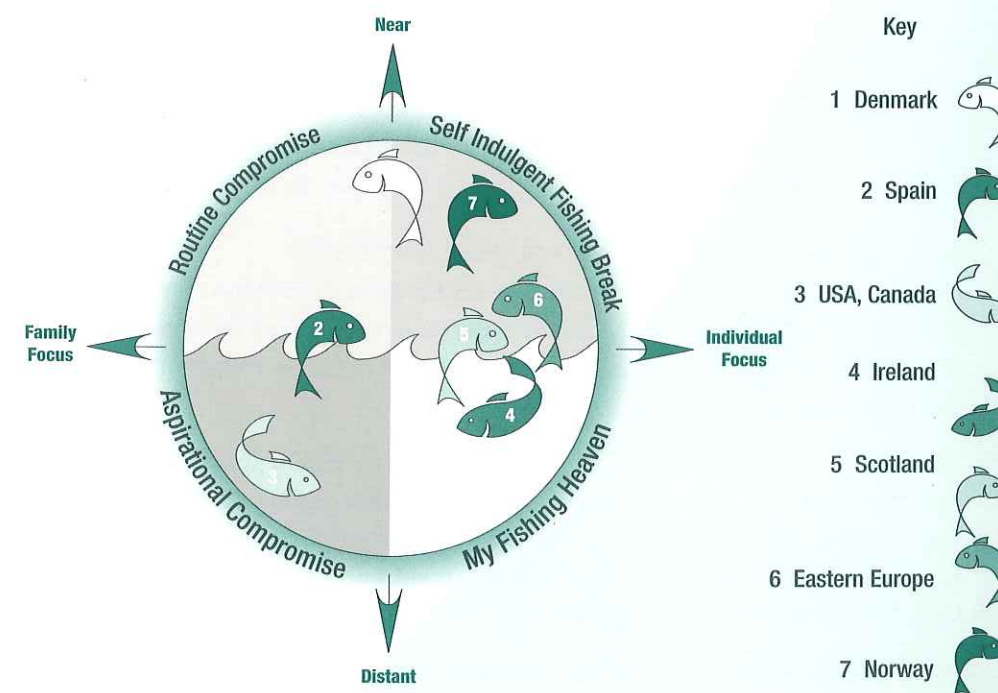 Near
Key
Routine Compromise
Self Indulgent Fishing Break
1 Denmark
7
2 Spain
6
3 USA, Canada
2
5
Family
Focus
Individual
Focus
4 Ireland
4
Aspirational Compromise
3
My Fishing Heaven
5 Scotland
6 Eastern Europe
Distant
7 Norway